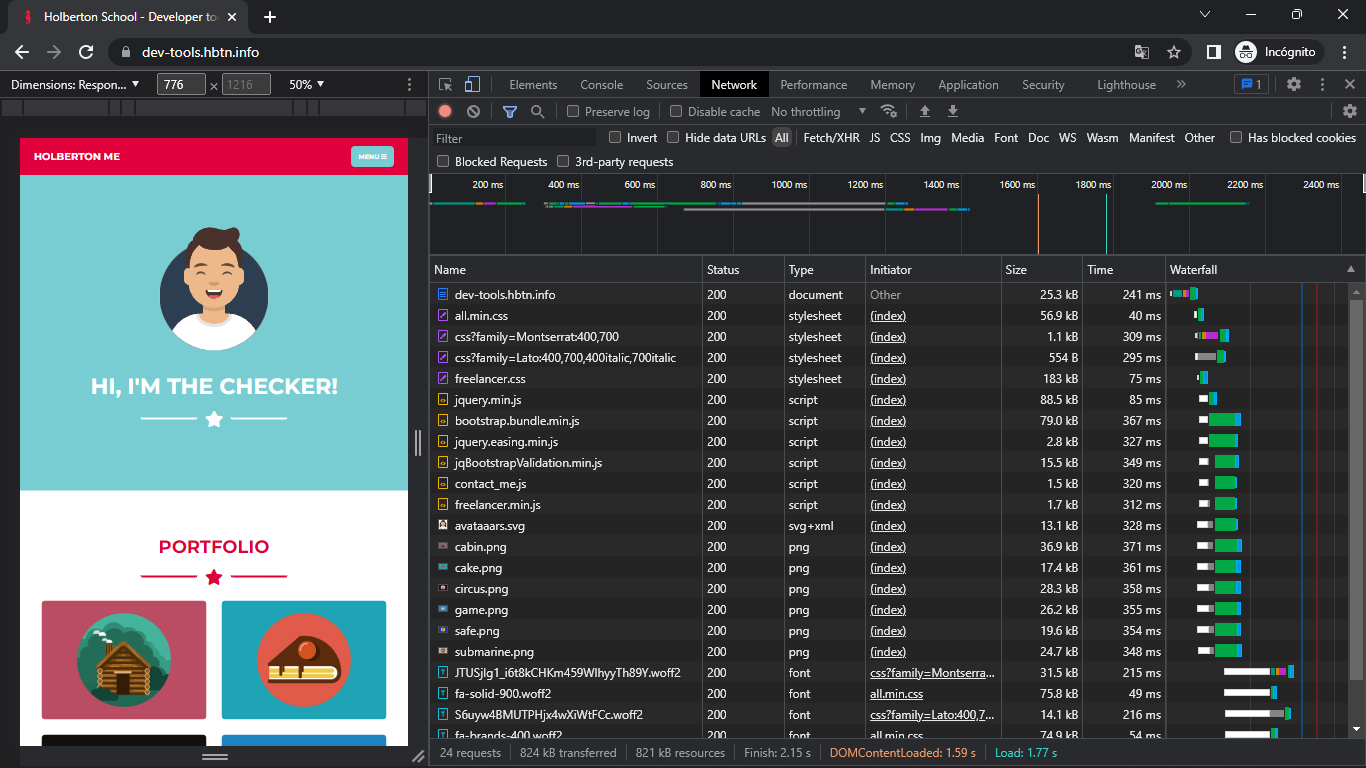 Holberton School - Developer to
dev-tools.hbtn.info
Incógnito
Dimensions: Respon... 776 × 1216 50%
Elements Console Sources Network Performance Memory Application Security Lighthouse 1
Preserve log Disable cache No throttling
Filter Invert Hide data URLs All Fetch/XHR JS CSS Img Media Font Doc WS Wasm Manifest Other Has blocked cookies
Blocked Requests 3rd-party requests
200 ms 400 ms 600 ms 800 ms 1000 ms 1200 ms 1400 ms 1600 ms 1800 ms 2000 ms 2200 ms 2400 ms
HOLBERTON ME
MENU
HI, I'M THE CHECKER!
PORTFOLIO
Name Status Type Initiator Size Time Waterfall
dev-tools.hbtn.info 200 document Other 25.3 kB 241 ms
all.min.css 200 stylesheet (index) 56.9 kB 40 ms
css?family=Montserrat:400,700 200 stylesheet (index) 1.1 kB 309 ms
css?family=Lato:400,700,400italic,700italic 200 stylesheet (index) 554 B 295 ms
freelancer.css 200 stylesheet (index) 183 kB 75 ms
jquery.min.js 200 script (index) 88.5 kB 85 ms
bootstrap.bundle.min.js 200 script (index) 79.0 kB 367 ms
jquery.easing.min.js 200 script (index) 2.8 kB 327 ms
jqBootstrapValidation.min.js 200 script (index) 15.5 kB 349 ms
contact_me.js 200 script (index) 1.5 kB 320 ms
freelancer.min.js 200 script (index) 1.7 kB 312 ms
avataaars.svg 200 svg+xml (index) 13.1 kB 328 ms
cabin.png 200 png (index) 36.9 kB 371 ms
cake.png 200 png (index) 17.4 kB 361 ms
circus.png 200 png (index) 28.3 kB 358 ms
game.png 200 png (index) 26.2 kB 355 ms
safe.png 200 png (index) 19.6 kB 354 ms
submarine.png 200 png (index) 24.7 kB 348 ms
JTUSjIg1_i6t8kCHKm459WlhyyTh89Y.woff2 200 font css?family=Montserra... 31.5 kB 215 ms
fa-solid-900.woff2 200 font all.min.css 75.8 kB 49 ms
S6uyw4BMUTPHjx4wXiWtFCc.woff2 200 font css?family=Lato:400,7... 14.1 kB 216 ms
fa-brands-400.woff2 200 font all.min.css 74.9 kB 54 ms
24 requests 824 kB transferred 821 kB resources Finish: 2.15 s DOMContentLoaded: 1.59 s Load: 1.77 s